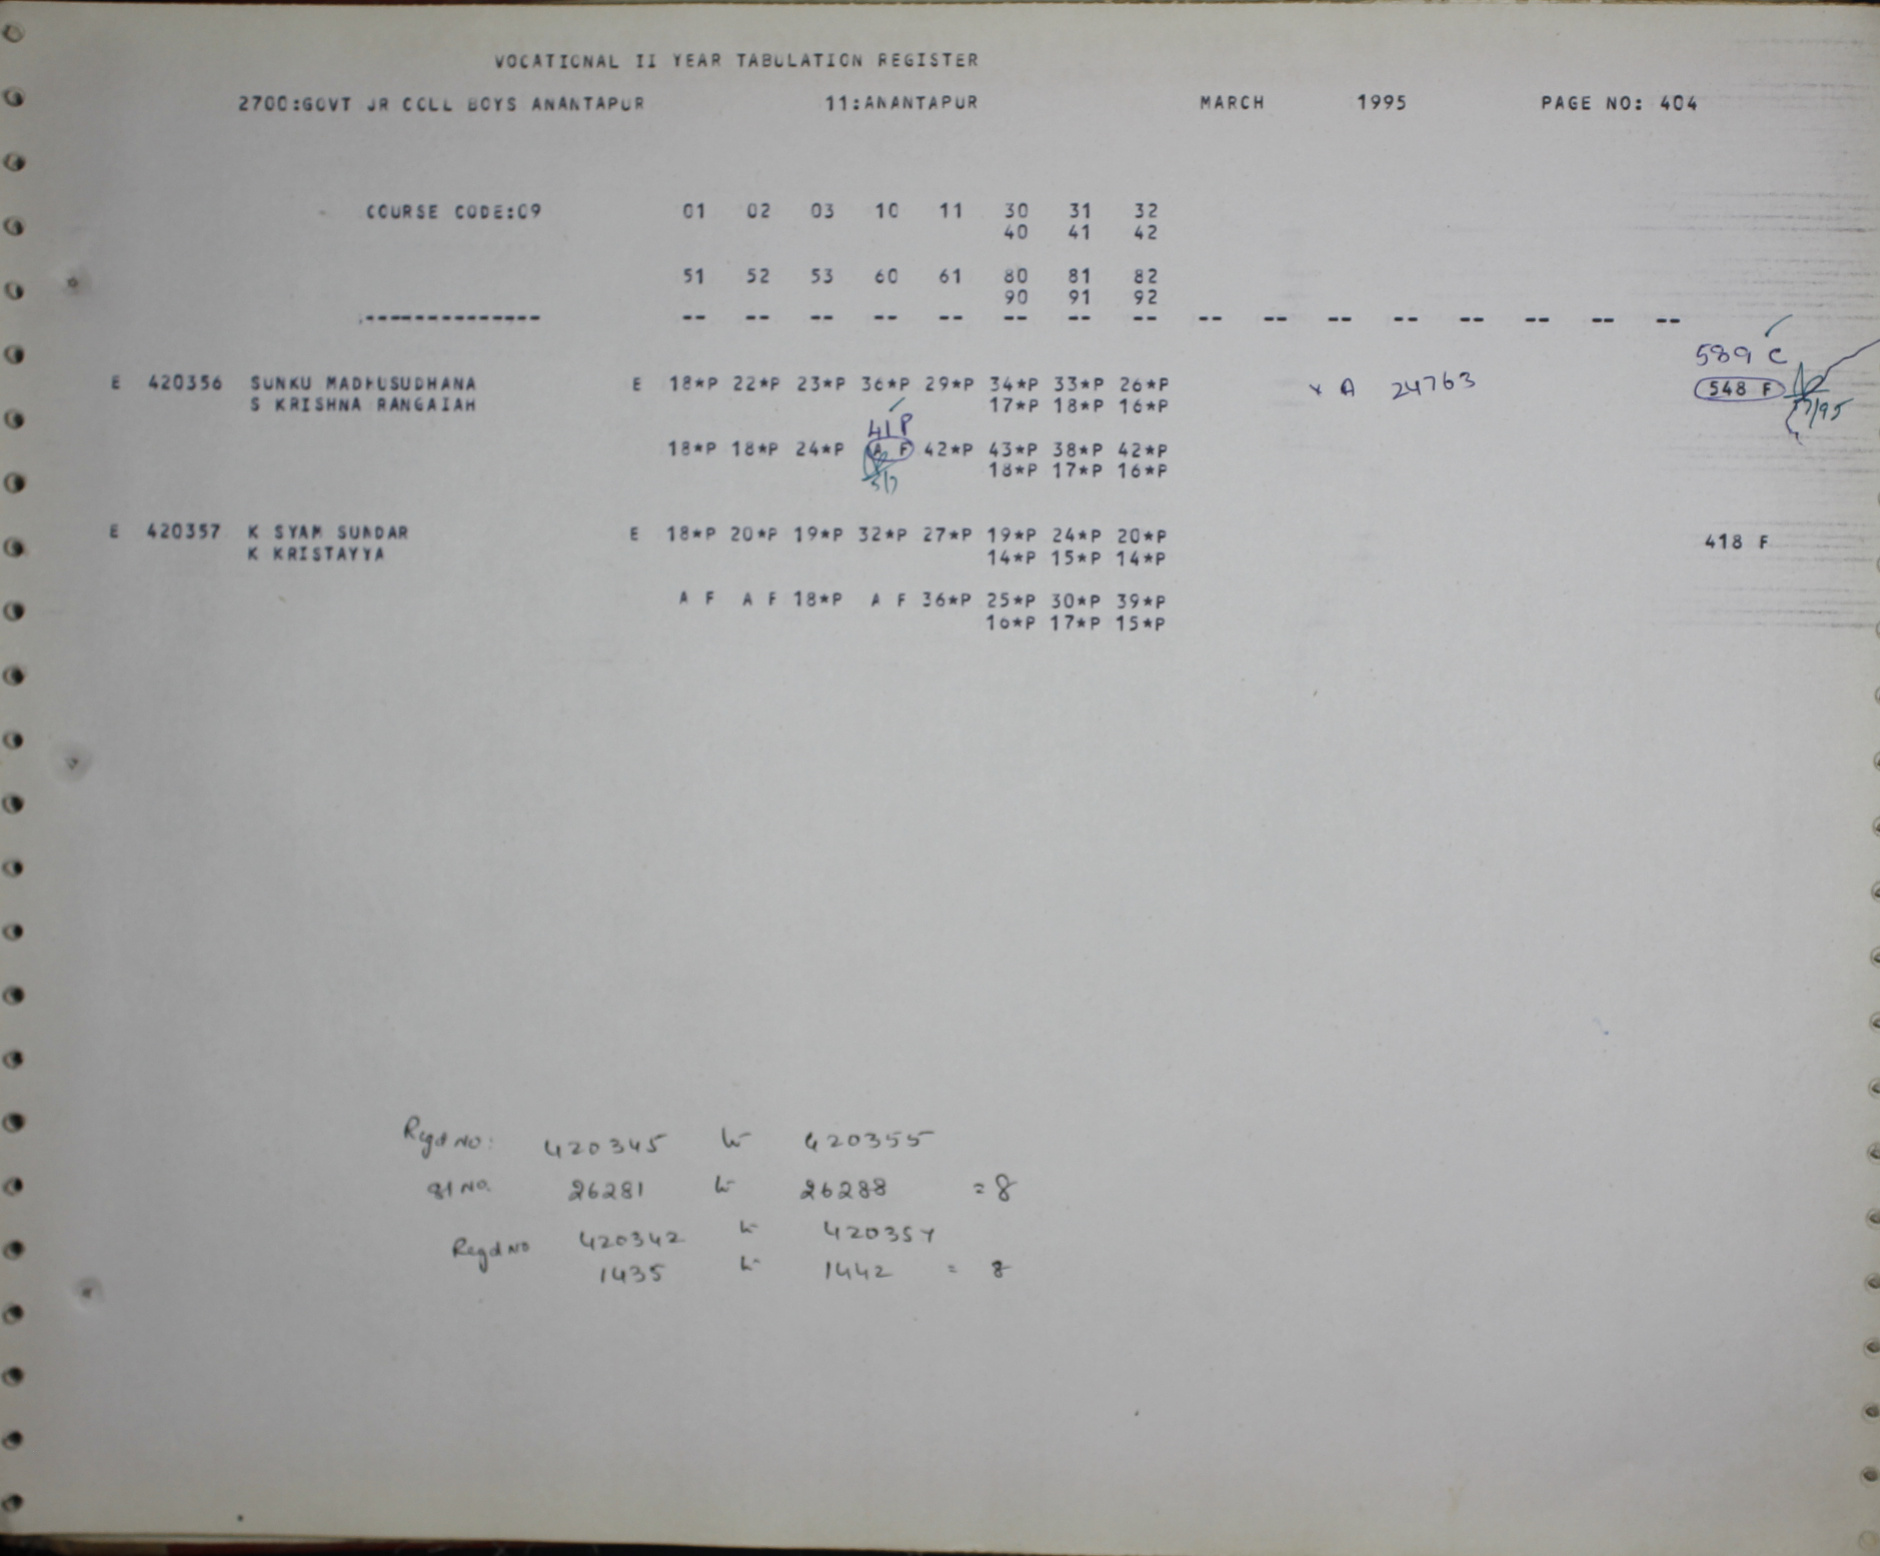 VOCATIONAL II YEAR TABULATION REGISTER
2700:GOVT JR COLL BOYS ANANTAPUR 11:ANANTAPUR MARCH 1995 PAGE NO: 404
COURSE CODE:09 01 02 03 10 11 30 31 32
40 41 42
51 52 53 60 61 80 81 82
90 91 92
-------------- -- -- -- -- -- -- -- -- -- -- -- -- -- -- -- --
589 C
E 420356 SUNKU MADHUSUDHANA E 18*P 22*P 23*P 36*P 29*P 34*P 33*P 26*P A 24763 548 F
S KRISHNA RANGAIAH 17*P 18*P 16*P
41P
18*P 18*P 24*P A F 42*P 43*P 38*P 42*P
18*P 17*P 16*P
E 420357 K SYAM SUNDAR E 18*P 20*P 19*P 32*P 27*P 19*P 24*P 20*P 418 F
K KRISTAYYA 14*P 15*P 14*P
A F A F 18*P A F 36*P 25*P 30*P 39*P
16*P 17*P 15*P
Regd NO: 420345 to 420355
Sl NO. 26281 to 26288 = 8
Regd NO 420342 to 420357
1435 to 1442 = 8